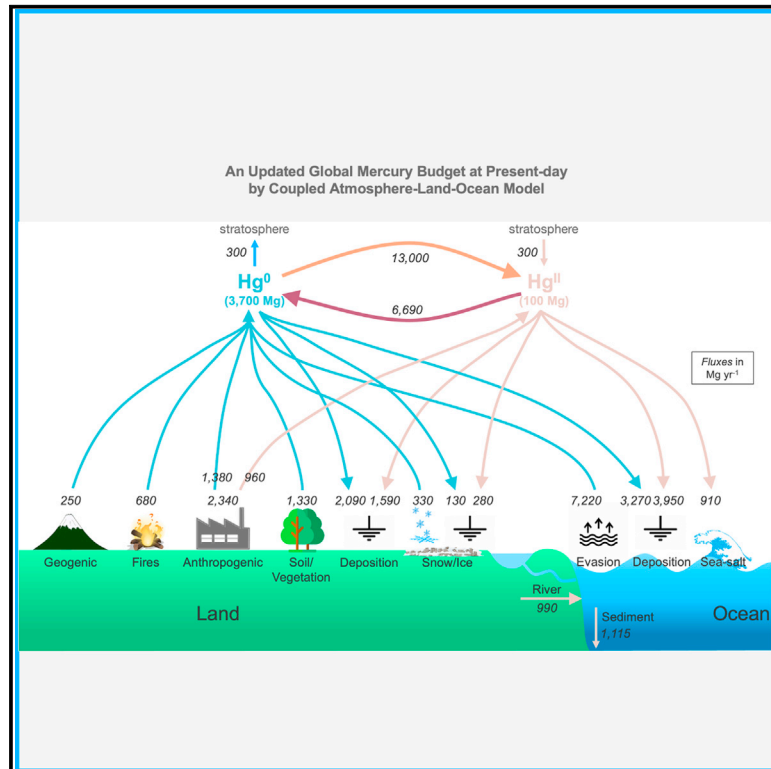 An Updated Global Mercury Budget at Present-day
by Coupled Atmosphere-Land-Ocean Model
stratosphere
stratosphere
300
13,000
300
Hg⁰
(3,700 Mg)
Hgᴵᴵ
(100 Mg)
6,690
Fluxes in
Mg yr⁻¹
1,380
960
250
680
2,340
1,330
2,090
1,590
330
130
280
7,220
3,270
3,950
910
Geogenic
Fires
Anthropogenic
Soil/
Vegetation
Deposition
Snow/Ice
Evasion
Deposition
Sea-salt
River
990
Land
Sediment
1,115
Ocean